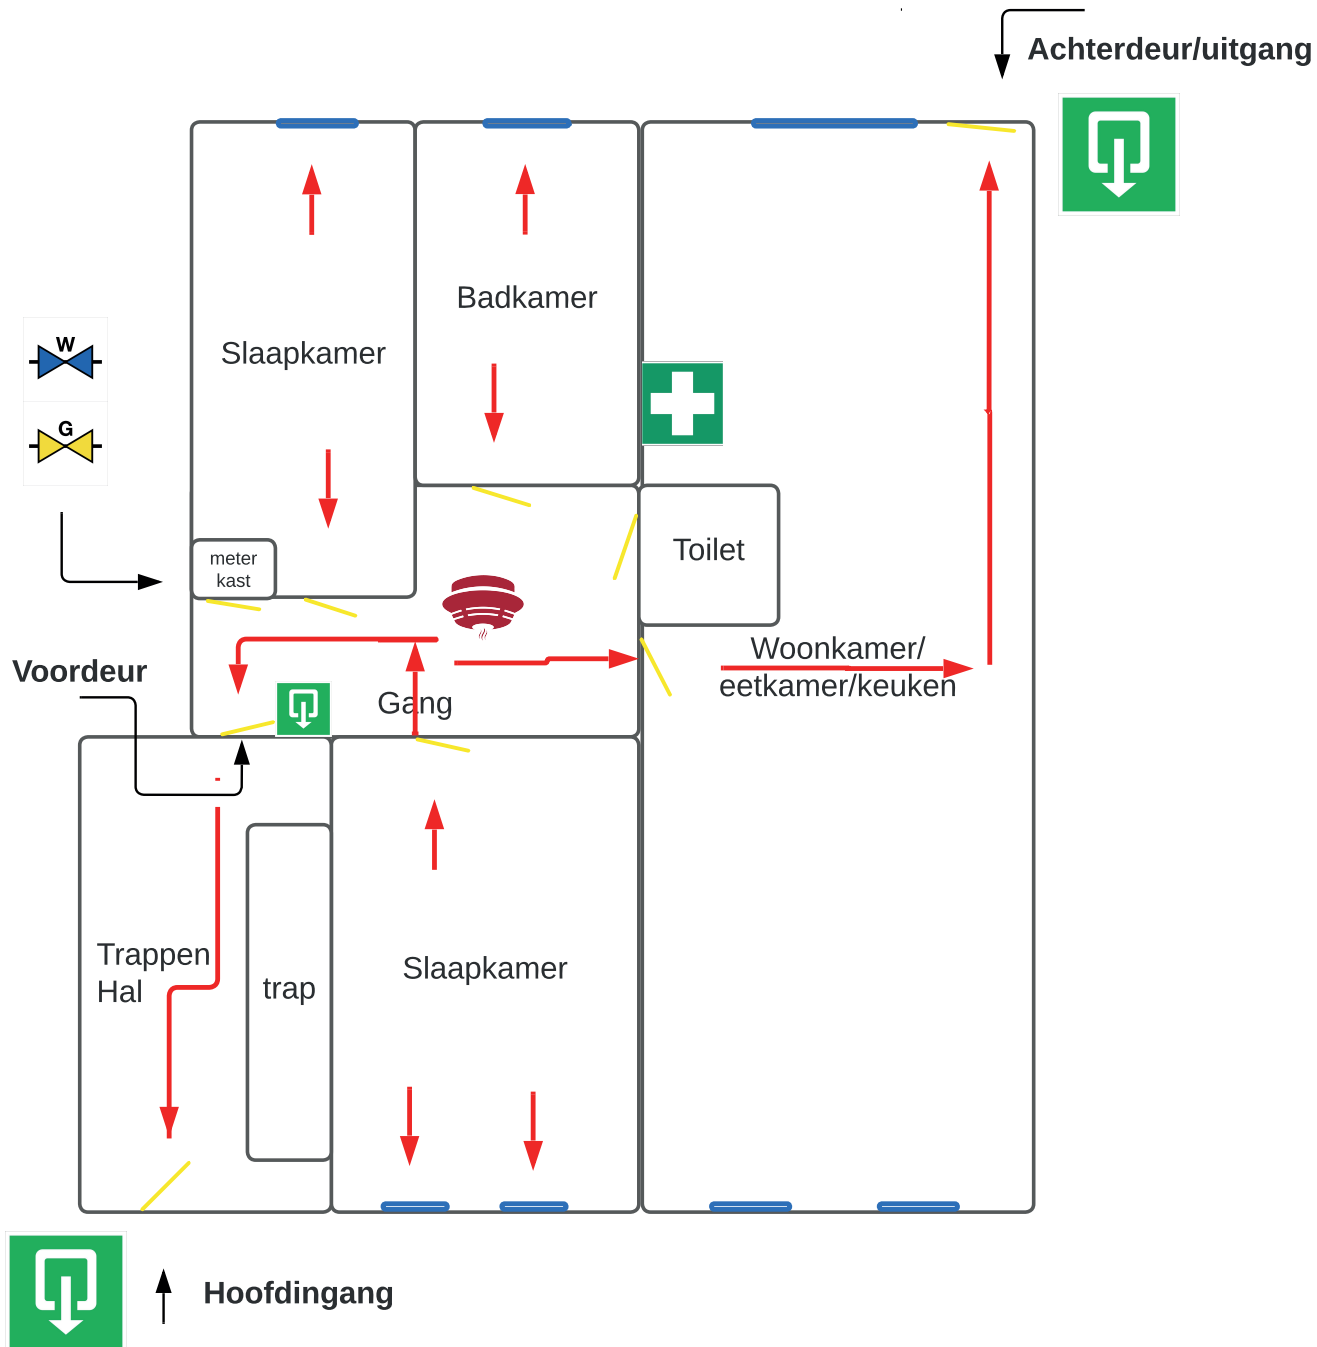 Achterdeur/uitgang
Badkamer
W
Slaapkamer
G
Toilet
meter
kast
Woonkamer/
eetkamer/keuken
Voordeur
Gang
Trappen
Hal
trap
Slaapkamer
Hoofdingang